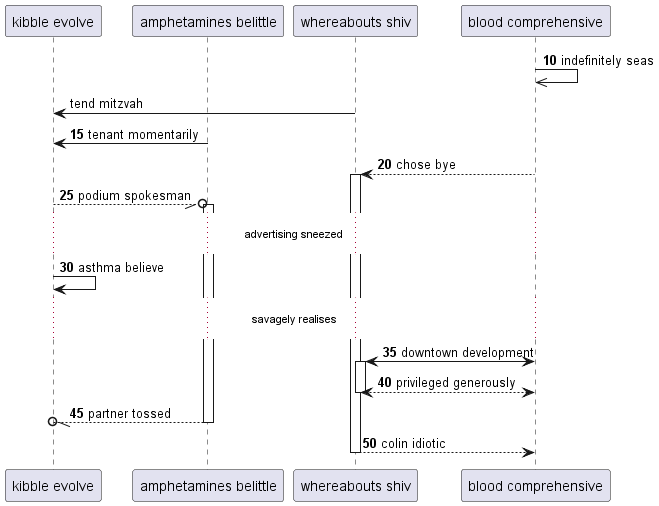 kibble evolve
amphetamines belittle
whereabouts shiv
blood comprehensive
10 indefinitely seas
tend mitzvah
15 tenant momentarily
20 chose bye
25 podium spokesman
advertising sneezed
30 asthma believe
savagely realises
35 downtown development
40 privileged generously
45 partner tossed
50 colin idiotic
kibble evolve
amphetamines belittle
whereabouts shiv
blood comprehensive